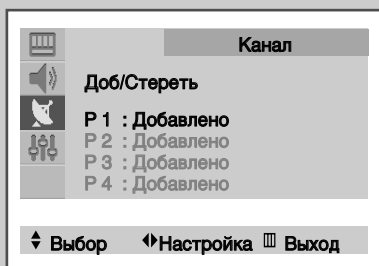 Канал
Доб/Стереть
P 1 : Добавлено
P 2 : Добавлено
P 3 : Добавлено
P 4 : Добавлено
Выбор Настройка Выход